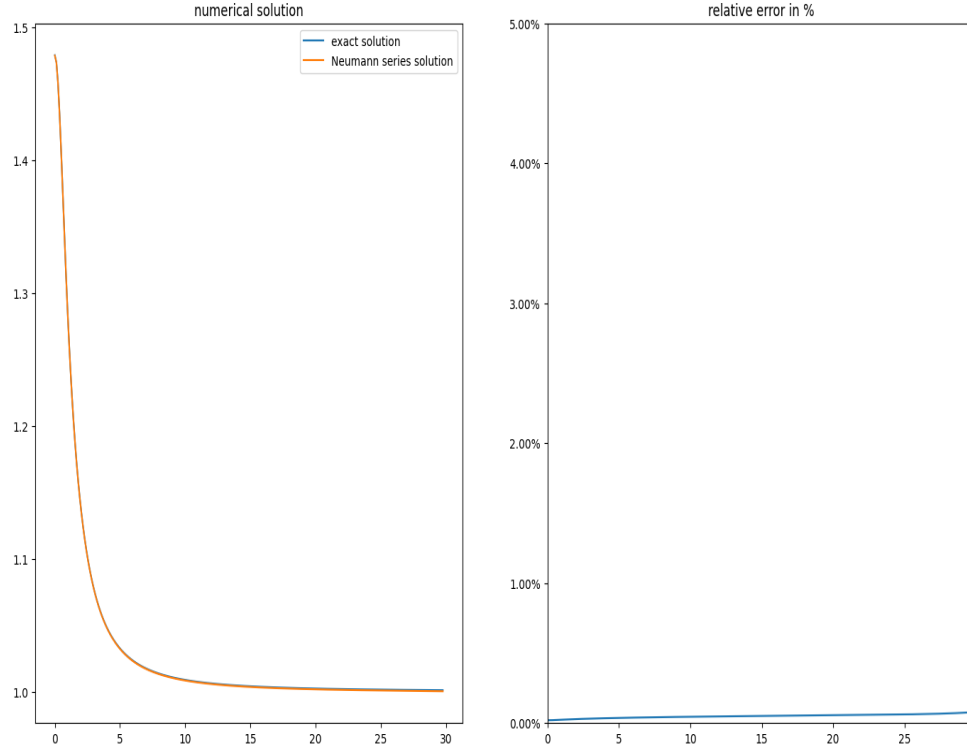 numerical solution
exact solution
Neumann series solution
1.5
1.4
1.3
1.2
1.1
1.0
0 5 10 15 20 25 30
relative error in %
5.00%
4.00%
3.00%
2.00%
1.00%
0.00%
0 5 10 15 20 25